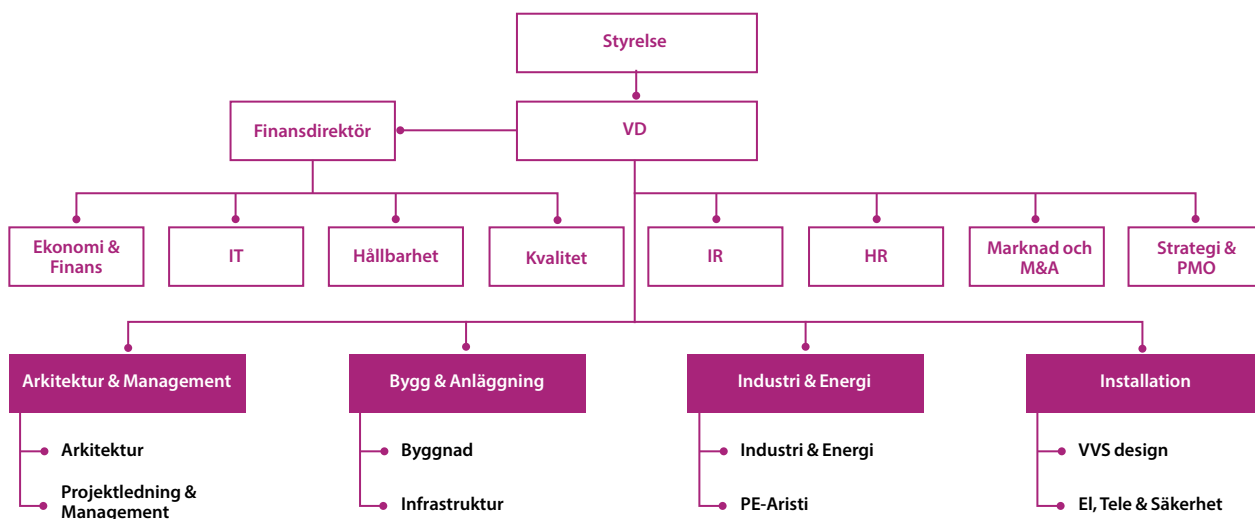 Styrelse
Finansdirektör
VD
Ekonomi &
Finans
IT
Hållbarhet
Kvalitet
IR
HR
Marknad och
M&A
Strategi &
PMO
Arkitektur & Management
Bygg & Anläggning
Industri & Energi
Installation
Arkitektur
Byggnad
Industri & Energi
VVS design
Projektledning &
Management
Infrastruktur
PE-Aristi
El, Tele & Säkerhet